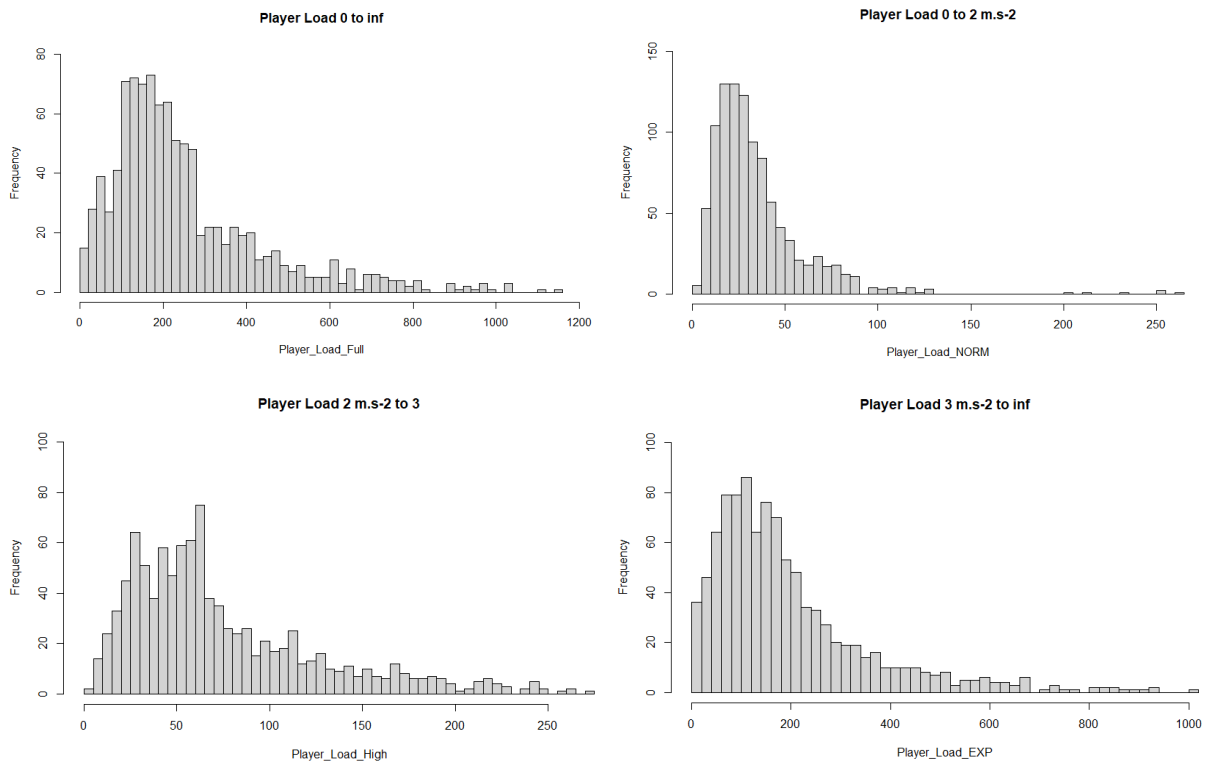 Player Load 0 to inf
Frequency
80
60
40
20
0
0 200 400 600 800 1000 1200
Player_Load_Full
Player Load 0 to 2 m.s-2
Frequency
150
100
50
0
0 50 100 150 200 250
Player_Load_NORM
Player Load 2 m.s-2 to 3
Frequency
100
80
60
40
20
0
0 50 100 150 200 250
Player_Load_High
Player Load 3 m.s-2 to inf
Frequency
100
80
60
40
20
0
0 200 400 600 800 1000
Player_Load_EXP